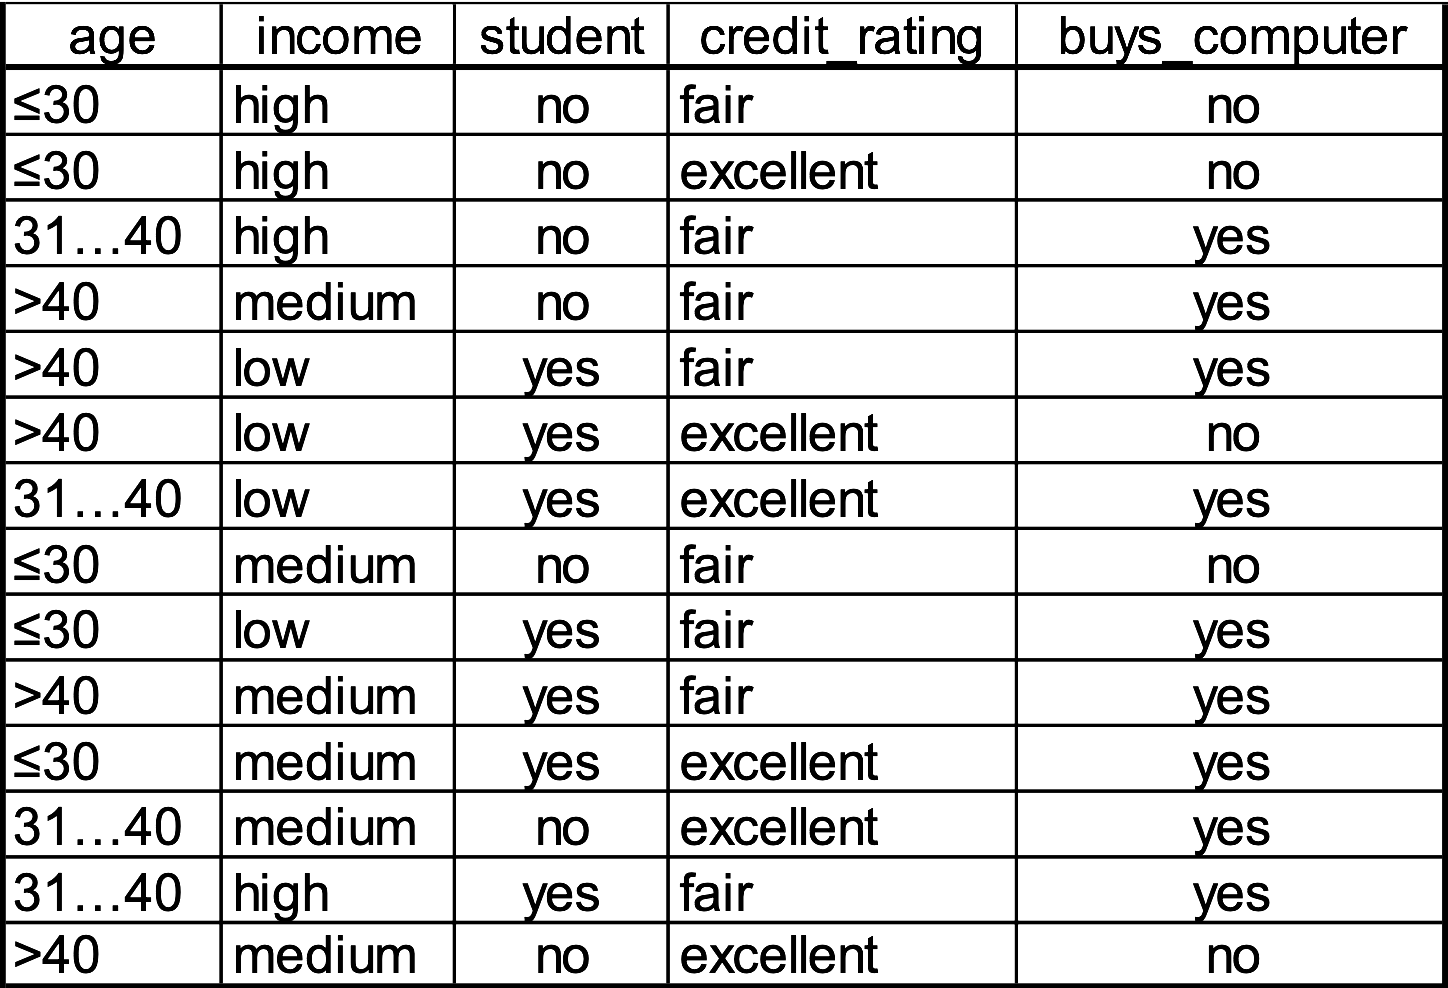 age income student credit_rating buys_computer
≤30 high no fair no
≤30 high no excellent no
31…40 high no fair yes
>40 medium no fair yes
>40 low yes fair yes
>40 low yes excellent no
31…40 low yes excellent yes
≤30 medium no fair no
≤30 low yes fair yes
>40 medium yes fair yes
≤30 medium yes excellent yes
31…40 medium no excellent yes
31…40 high yes fair yes
>40 medium no excellent no